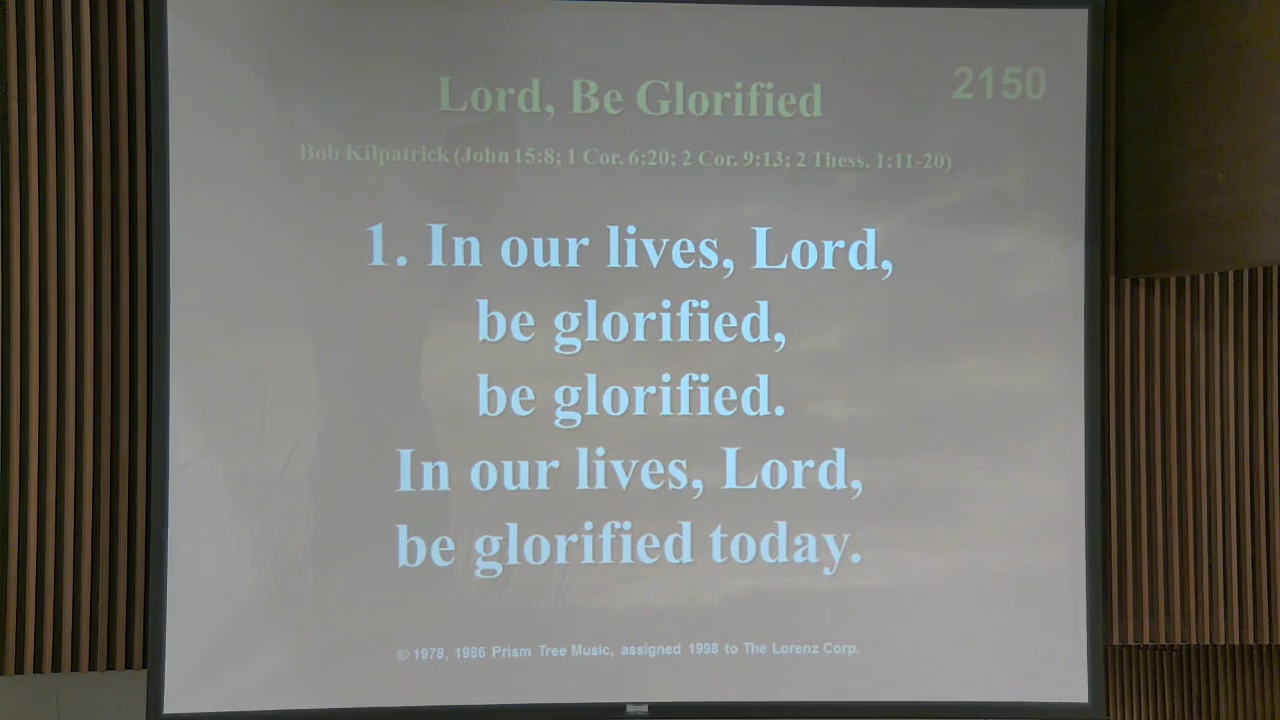 Lord, Be Glorified
2150
Bob Kilpatrick (John 15:8; 1 Cor. 6:20; 2 Cor. 9:13; 2 Thess. 1:11-20)
1. In our lives, Lord,
be glorified,
be glorified.
In our lives, Lord,
be glorified today.
© 1978, 1986 Prism Tree Music, assigned 1998 to The Lorenz Corp.